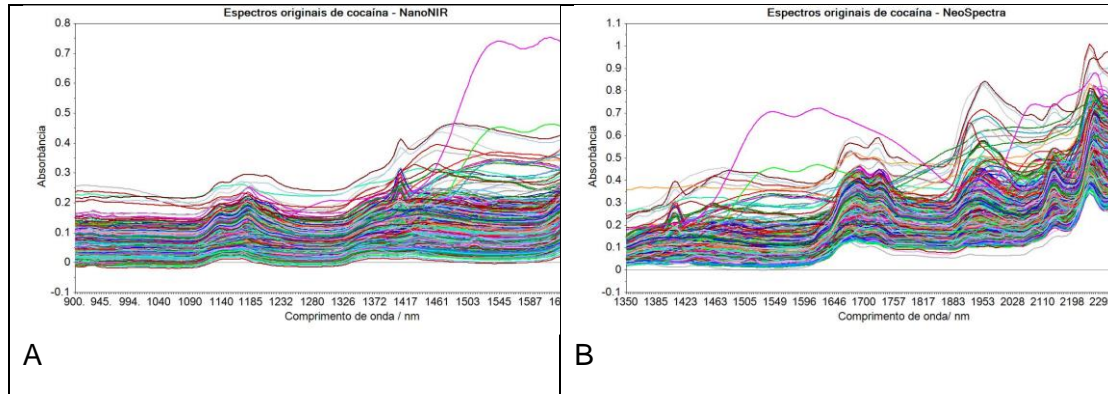 Espectros originais de cocaína - NanoNIR
Absorbância
0.8
0.7
0.6
0.5
0.4
0.3
0.2
0.1
0
-0.1
900. 945. 994. 1040 1090 1140 1185 1232 1280 1326 1372 1417 1461 1503 1545 1587
Comprimento de onda / nm
A
Espectros originais de cocaína - NeoSpectra
Absorbância
1.1
1
0.9
0.8
0.7
0.6
0.5
0.4
0.3
0.2
0.1
0
-0.1
1350 1385 1423 1463 1505 1549 1596 1646 1700 1757 1817 1883 1953 2028 2110 2198
Comprimento de onda/ nm
B